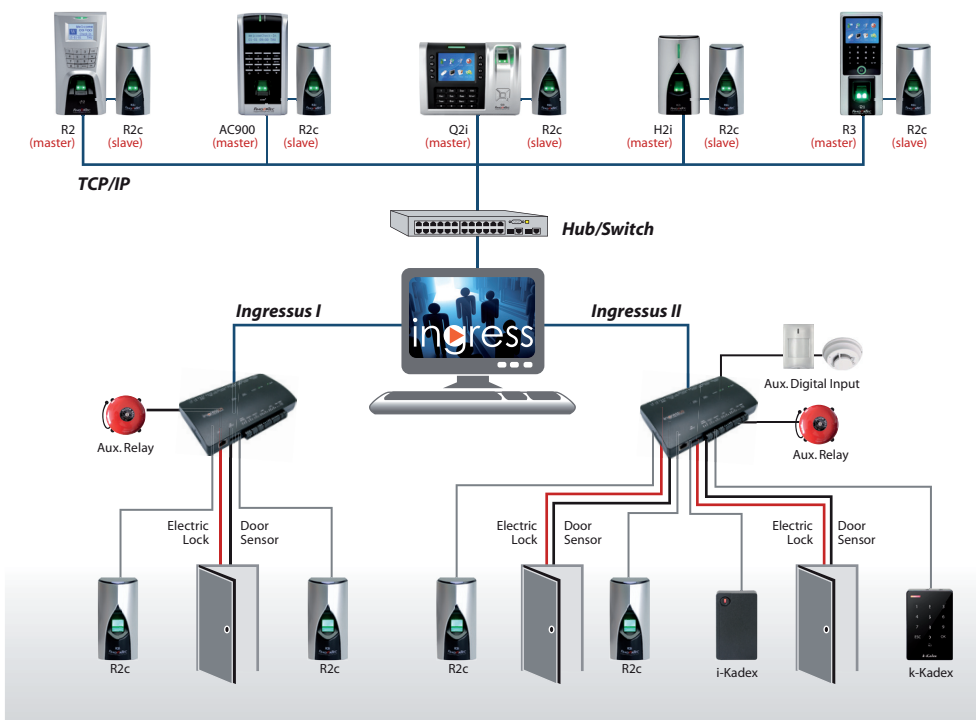 R2
(master)
R2c
(slave)
AC900
(master)
R2c
(slave)
Q2i
(master)
R2c
(slave)
H2i
(master)
R2c
(slave)
R3
(master)
R2c
(slave)
TCP/IP
Hub/Switch
Ingressus I
ingress
Ingressus II
Aux. Digital Input
Aux. Relay
Aux. Relay
Electric
Lock
Door
Sensor
Electric
Lock
Door
Sensor
Electric
Lock
Door
Sensor
R2c
R2c
R2c
R2c
i-Kadex
k-Kadex
k-Kadex